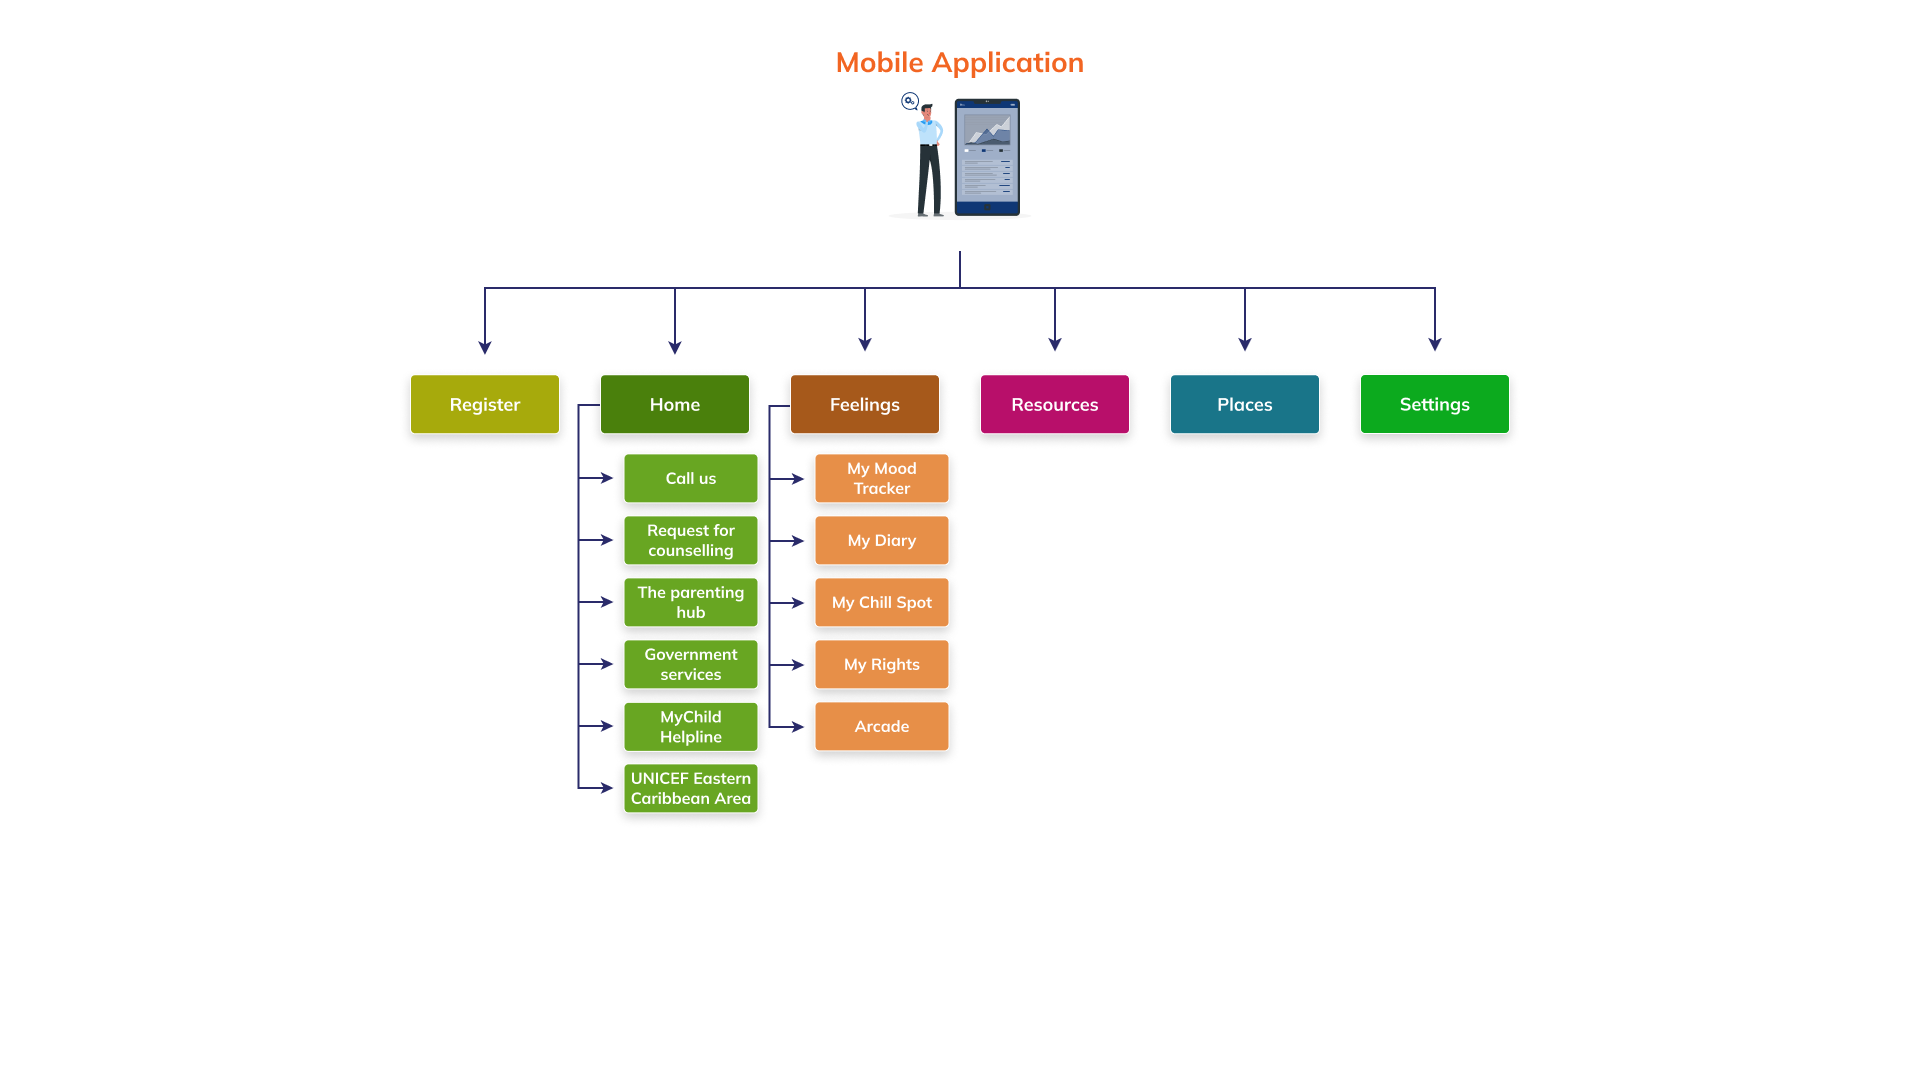 Mobile Application
Register
Home
Feelings
Resources
Places
Settings
Call us
Request for
counselling
The parenting
hub
Government
services
MyChild
Helpline
UNICEF Eastern
Caribbean Area
My Mood
Tracker
My Diary
My Chill Spot
My Rights
Arcade